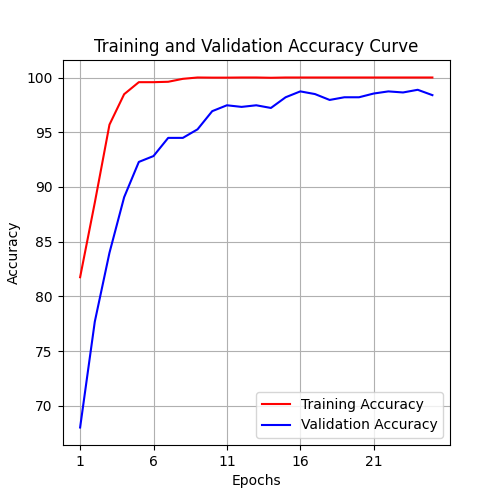 Training and Validation Accuracy Curve
Accuracy
100
95
90
85
80
75
70
Training Accuracy
Validation Accuracy
1 6 11 16 21
Epochs